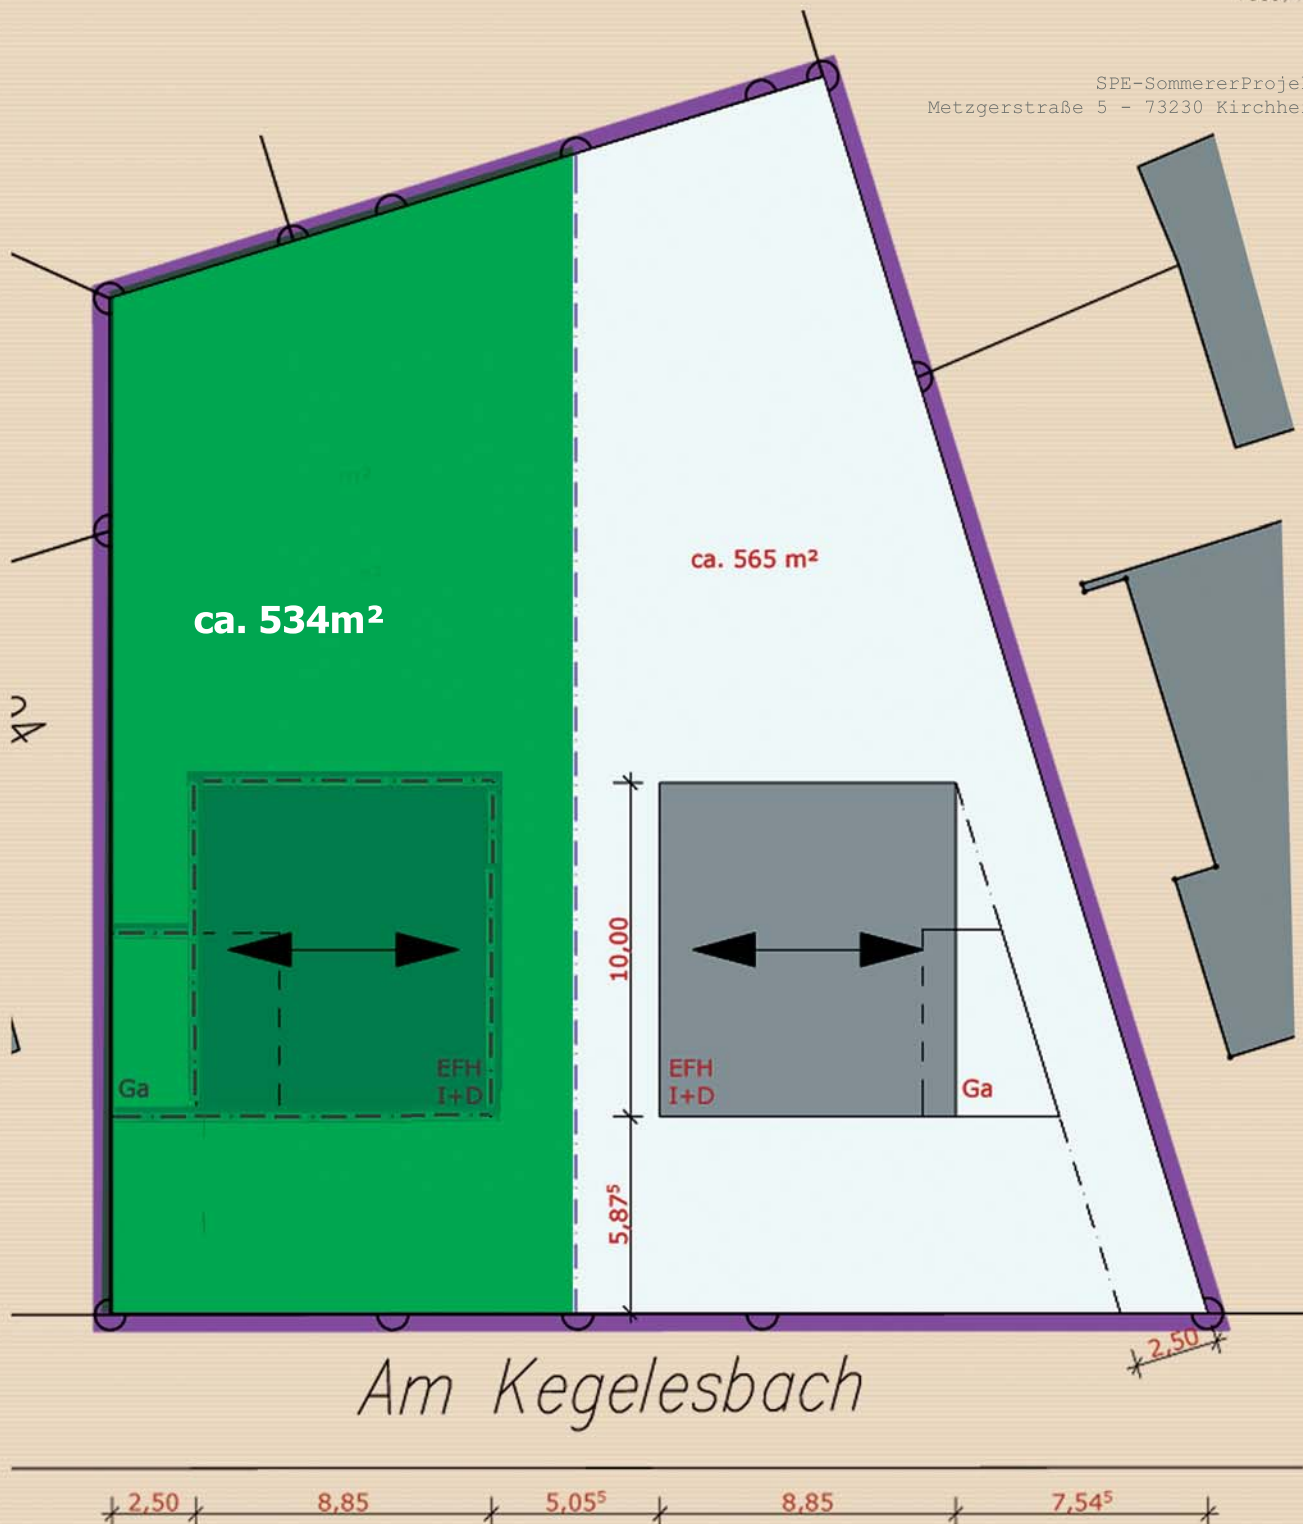 SPE-SommererProje
Metzgerstraße 5 - 73230 Kirchhe
ca. 565 m²
ca. 534m²
10,00
EFH
I+D
Ga
EFH
I+D
Ga
5,87⁵
2,50
Am Kegelesbach
2,50 8,85 5,05⁵ 8,85 7,54⁵